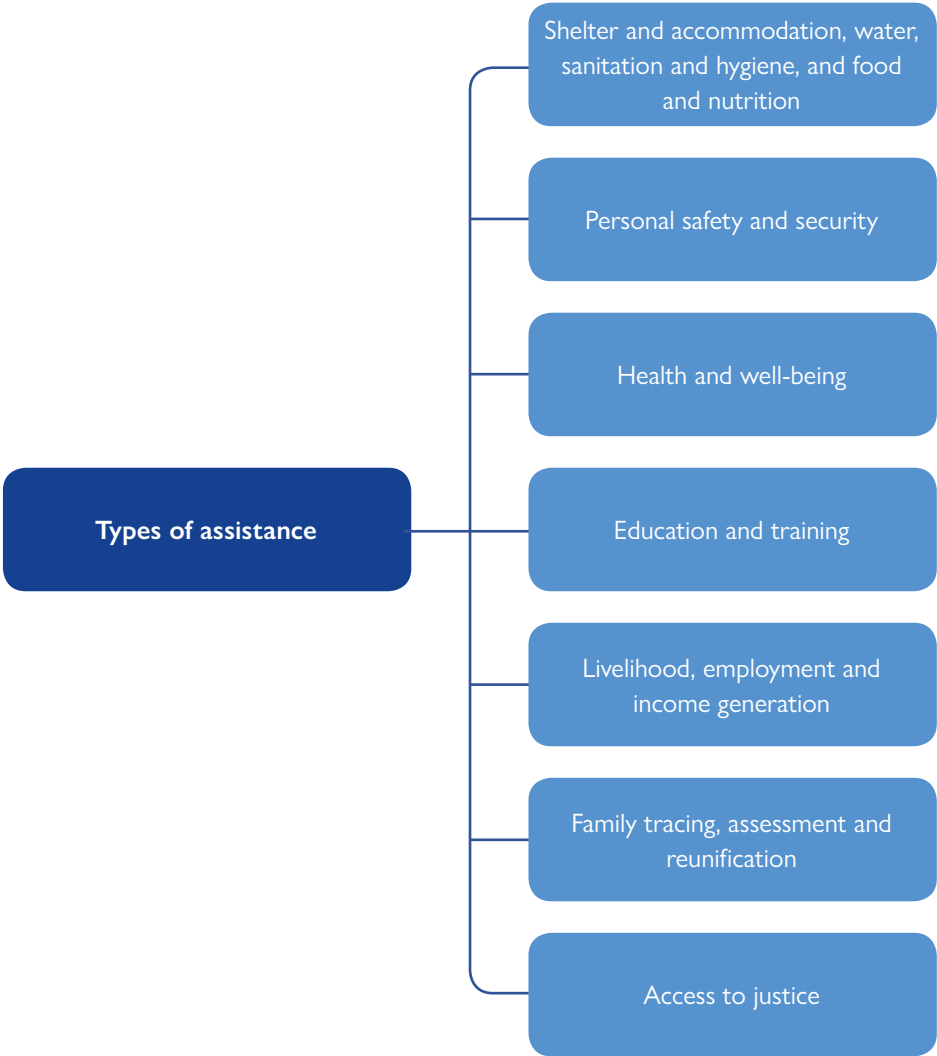 Shelter and accommodation, water,
sanitation and hygiene, and food
and nutrition
Personal safety and security
Health and well-being
Types of assistance
Education and training
Livelihood, employment and
income generation
Family tracing, assessment and
reunification
Access to justice